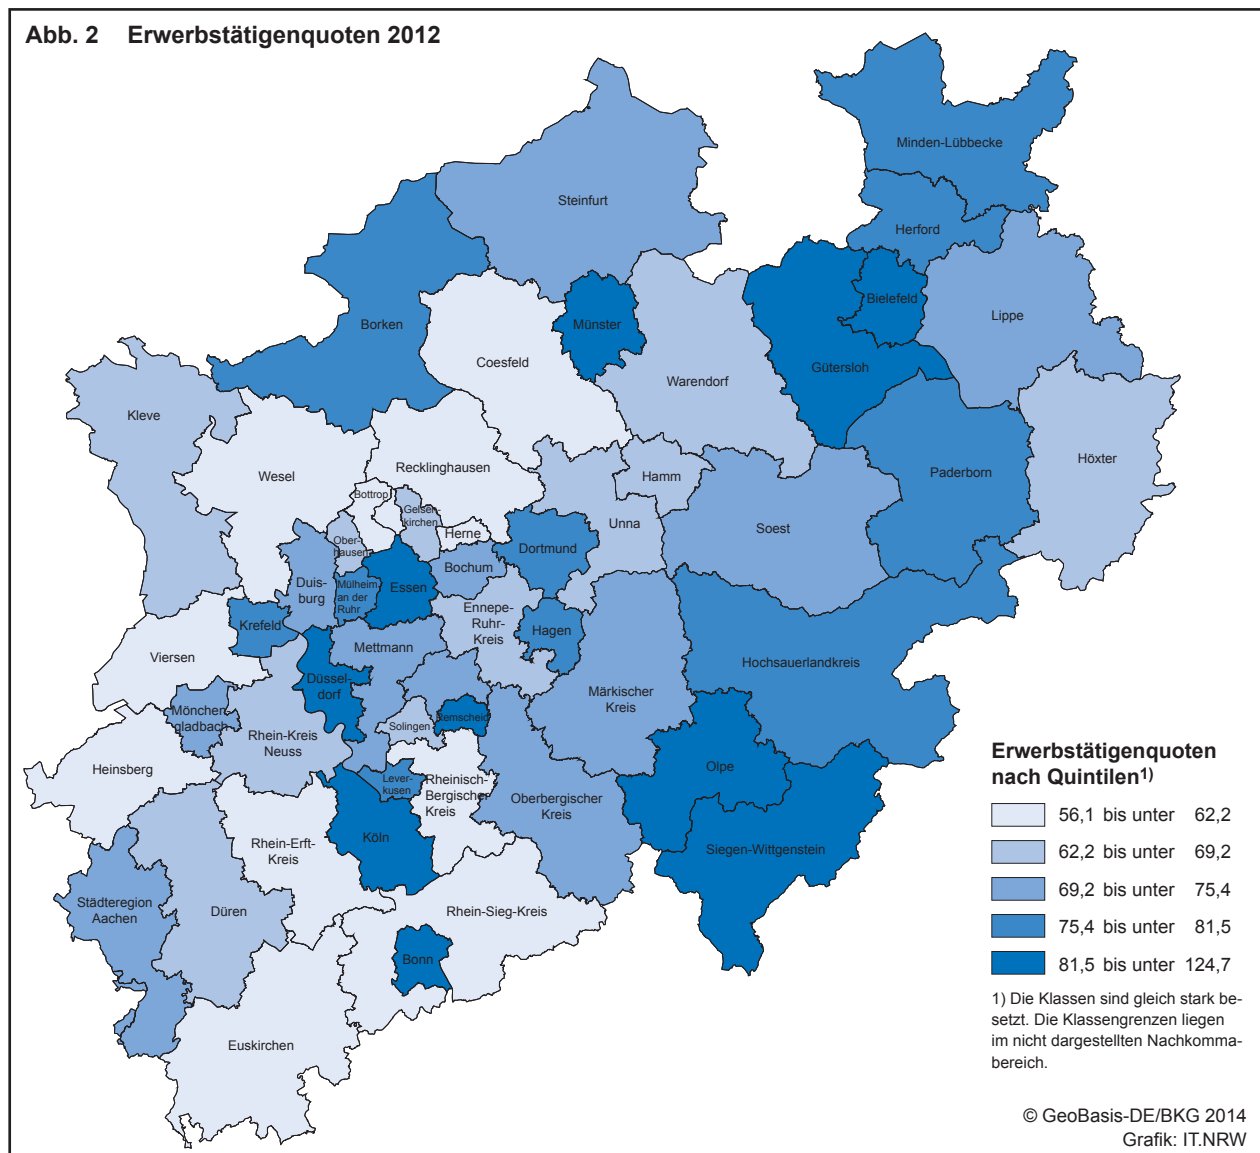 Abb. 2 Erwerbstätigenquoten 2012
Minden-Lübbecke
Steinfurt
Herford
Bielefeld
Lippe
Borken
Münster
Coesfeld
Gütersloh
Warendorf
Kleve
Höxter
Recklinghausen
Wesel
Hamm
Paderborn
Bottrop
Gelsen-
kirchen
Unna
Soest
Herne
Ober-
hausen
Dortmund
Bochum
Duis-
burg
Mülheim
an der
Ruhr
Essen
Ennepe-
Ruhr-
Kreis
Krefeld
Hagen
Mettmann
Viersen
Hochsauerlandkreis
Düssel-
dorf
Märkischer
Kreis
Mönchen-
gladbach
Remscheid
Solingen
Rhein-Kreis
Neuss
Heinsberg
Olpe
Lever-
kusen
Rheinisch-
Bergischer
Kreis
Oberbergischer
Kreis
Köln
Rhein-Erft-
Kreis
Siegen-Wittgenstein
Städteregion
Aachen
Düren
Rhein-Sieg-Kreis
Bonn
Euskirchen
Erwerbstätigenquoten
nach Quintilen1)
56,1 bis unter 62,2
62,2 bis unter 69,2
69,2 bis unter 75,4
75,4 bis unter 81,5
81,5 bis unter 124,7
1) Die Klassen sind gleich stark be-
setzt. Die Klassengrenzen liegen
im nicht dargestellten Nachkomma-
bereich.
© GeoBasis-DE/BKG 2014
Grafik: IT.NRW